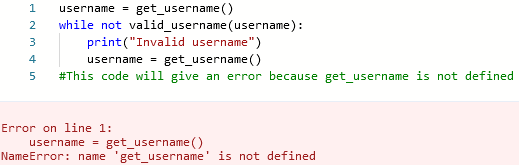 1 username = get_username()
2 while not valid_username(username):
3     print("Invalid username")
4     username = get_username()
5 #This code will give an error because get_username is not defined
Error on line 1:
    username = get_username()
NameError: name 'get_username' is not defined